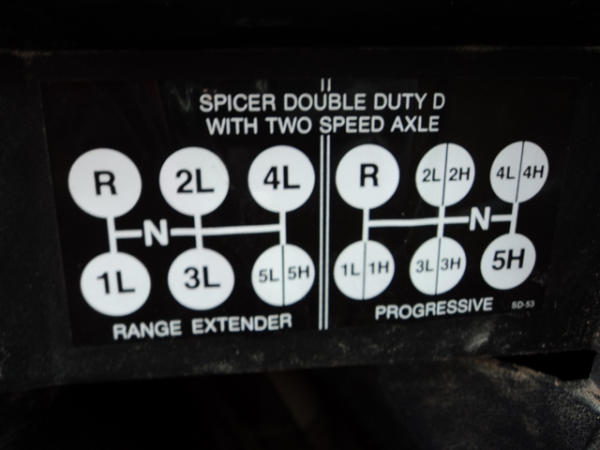 SPICER DOUBLE DUTY D
WITH TWO SPEED AXLE
R 2L 4L
N
1L 3L 5L 5H
RANGE EXTENDER
R 2L 2H 4L 4H
N
1L 1H 3L 3H 5H
PROGRESSIVE SD-53